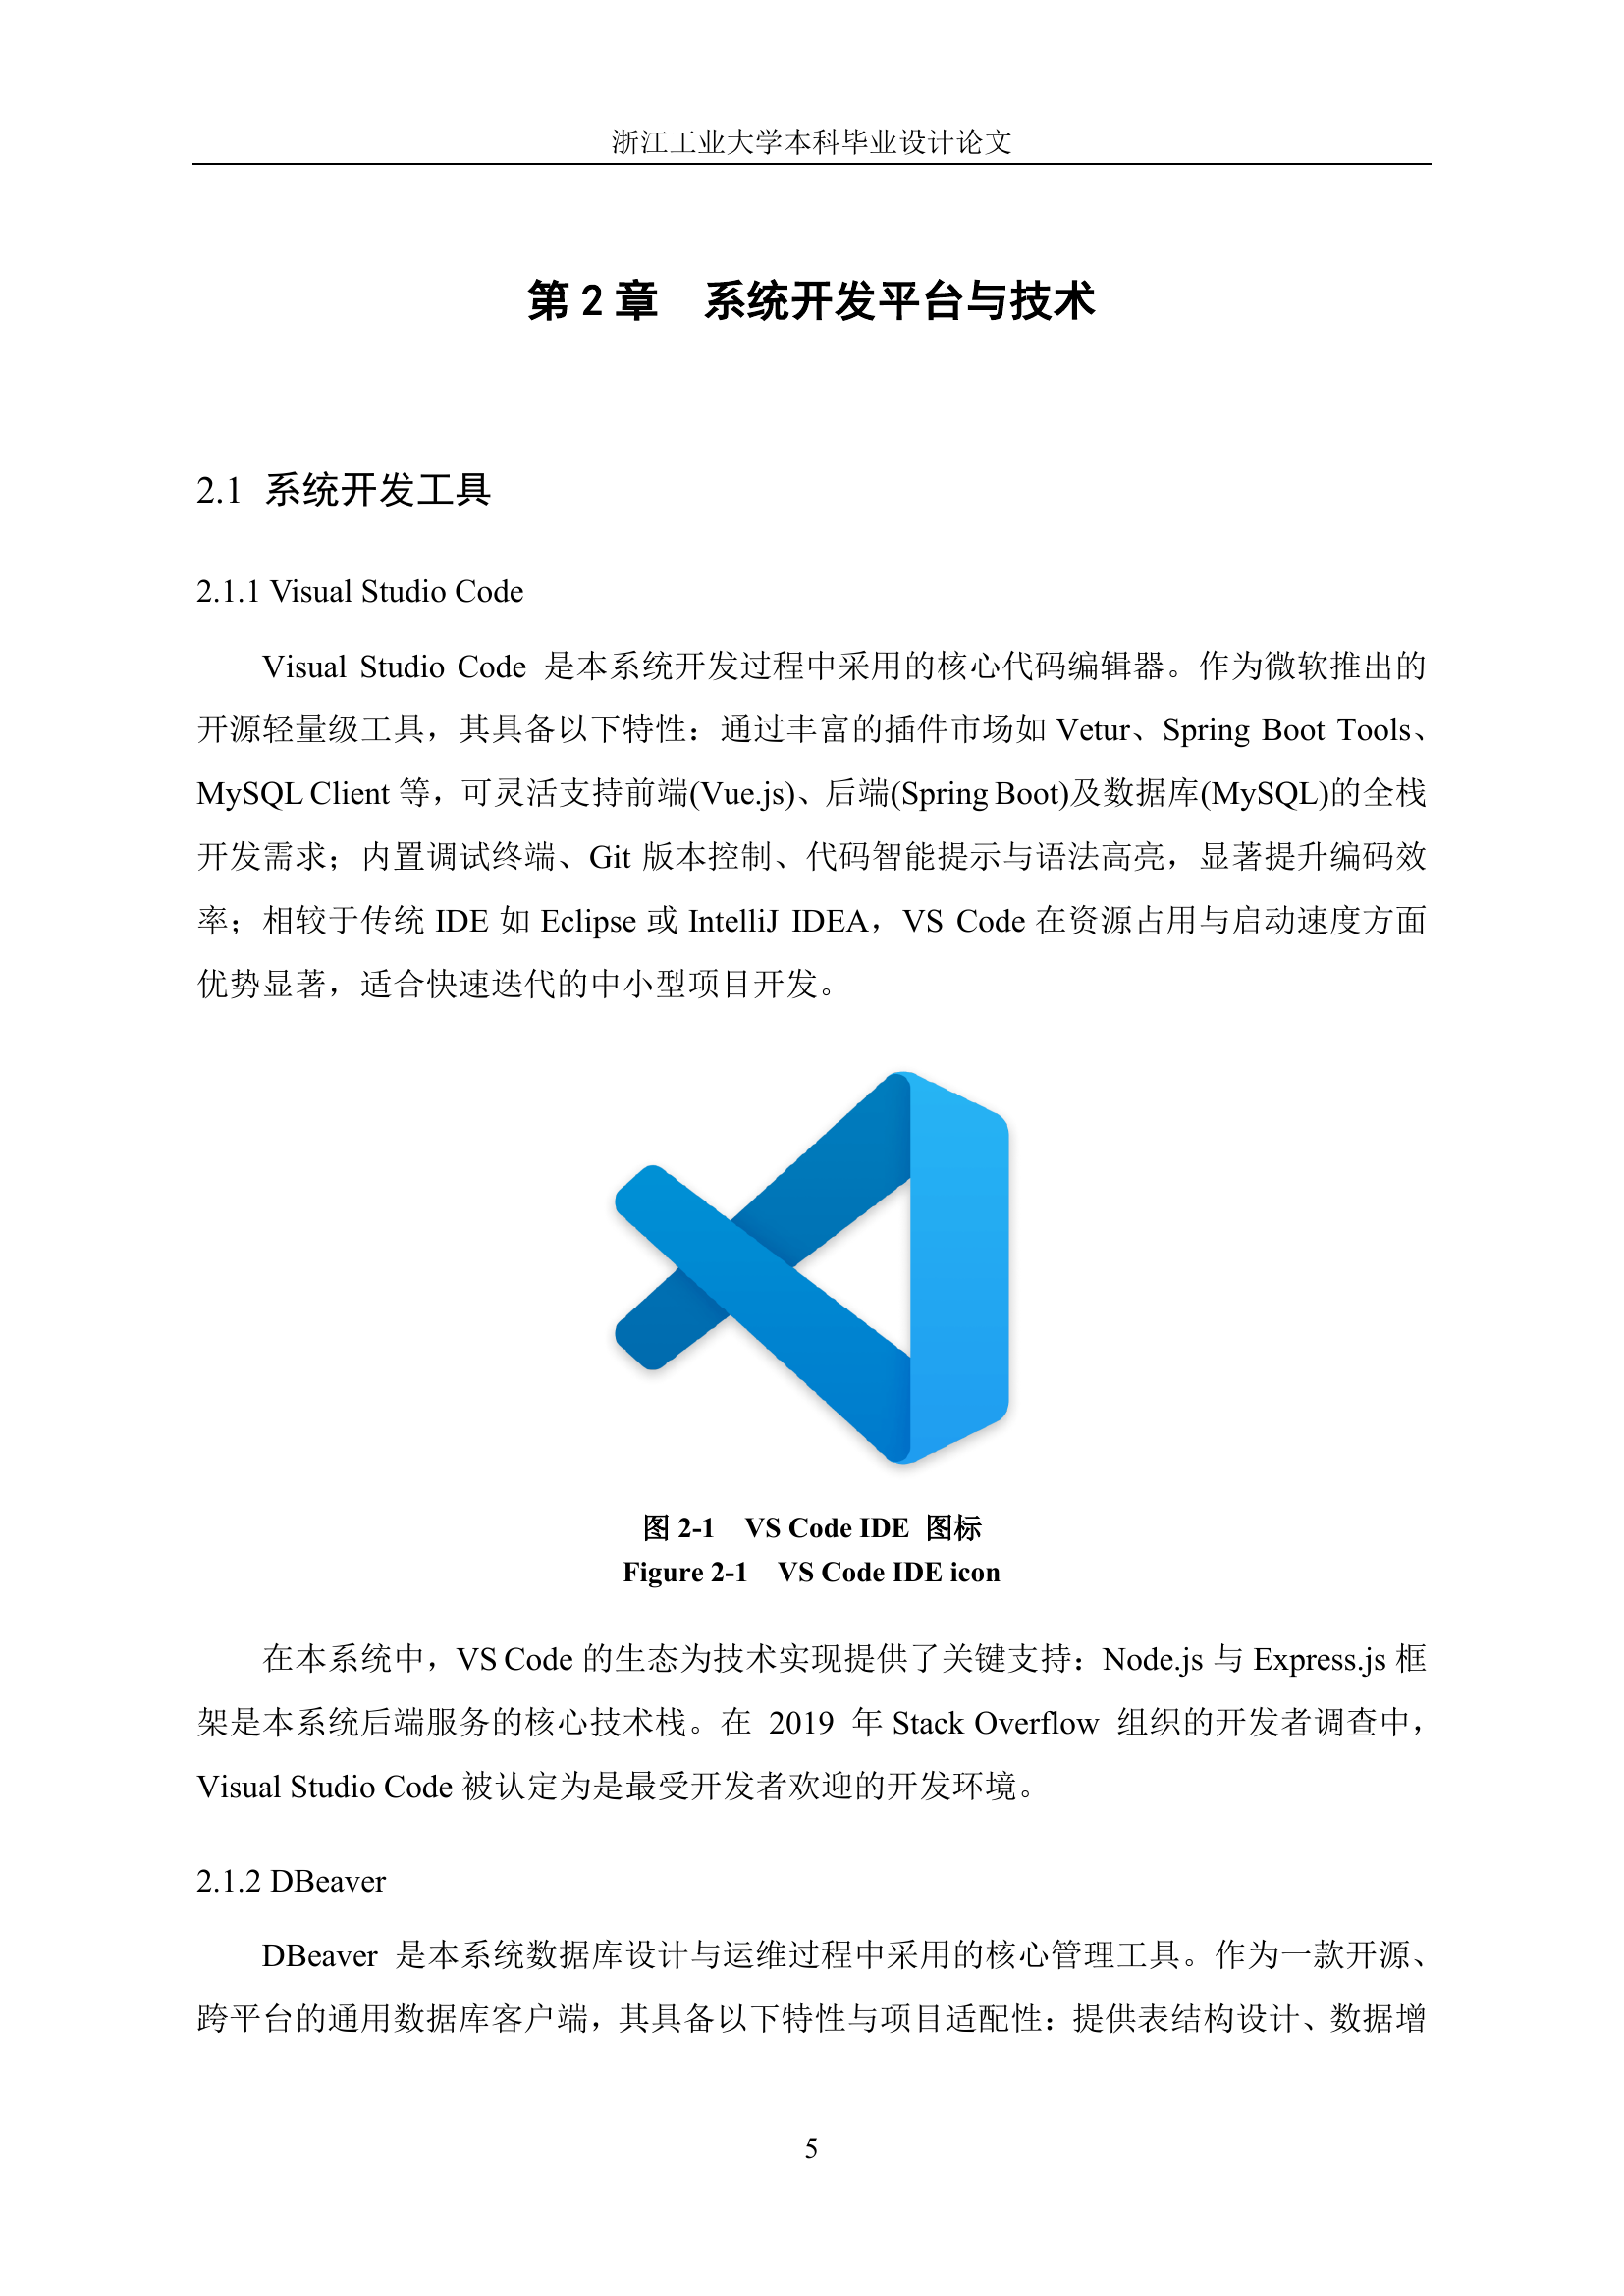 浙江工业大学本科毕业设计论文
第 2 章　系统开发平台与技术
2.1 系统开发工具
2.1.1 Visual Studio Code
Visual Studio Code 是本系统开发过程中采用的核心代码编辑器。作为微软推出的
开源轻量级工具，其具备以下特性：通过丰富的插件市场如 Vetur、Spring Boot Tools、
MySQL Client 等，可灵活支持前端(Vue.js)、后端(Spring Boot)及数据库(MySQL)的全栈
开发需求；内置调试终端、Git 版本控制、代码智能提示与语法高亮，显著提升编码效
率；相较于传统 IDE 如 Eclipse 或 IntelliJ IDEA，VS Code 在资源占用与启动速度方面
优势显著，适合快速迭代的中小型项目开发。
图 2-1　VS Code IDE 图标
Figure 2-1　VS Code IDE icon
在本系统中，VS Code 的生态为技术实现提供了关键支持：Node.js 与 Express.js 框
架是本系统后端服务的核心技术栈。在 2019 年 Stack Overflow 组织的开发者调查中，
Visual Studio Code 被认定为是最受开发者欢迎的开发环境。
2.1.2 DBeaver
DBeaver 是本系统数据库设计与运维过程中采用的核心管理工具。作为一款开源、
跨平台的通用数据库客户端，其具备以下特性与项目适配性：提供表结构设计、数据增
5